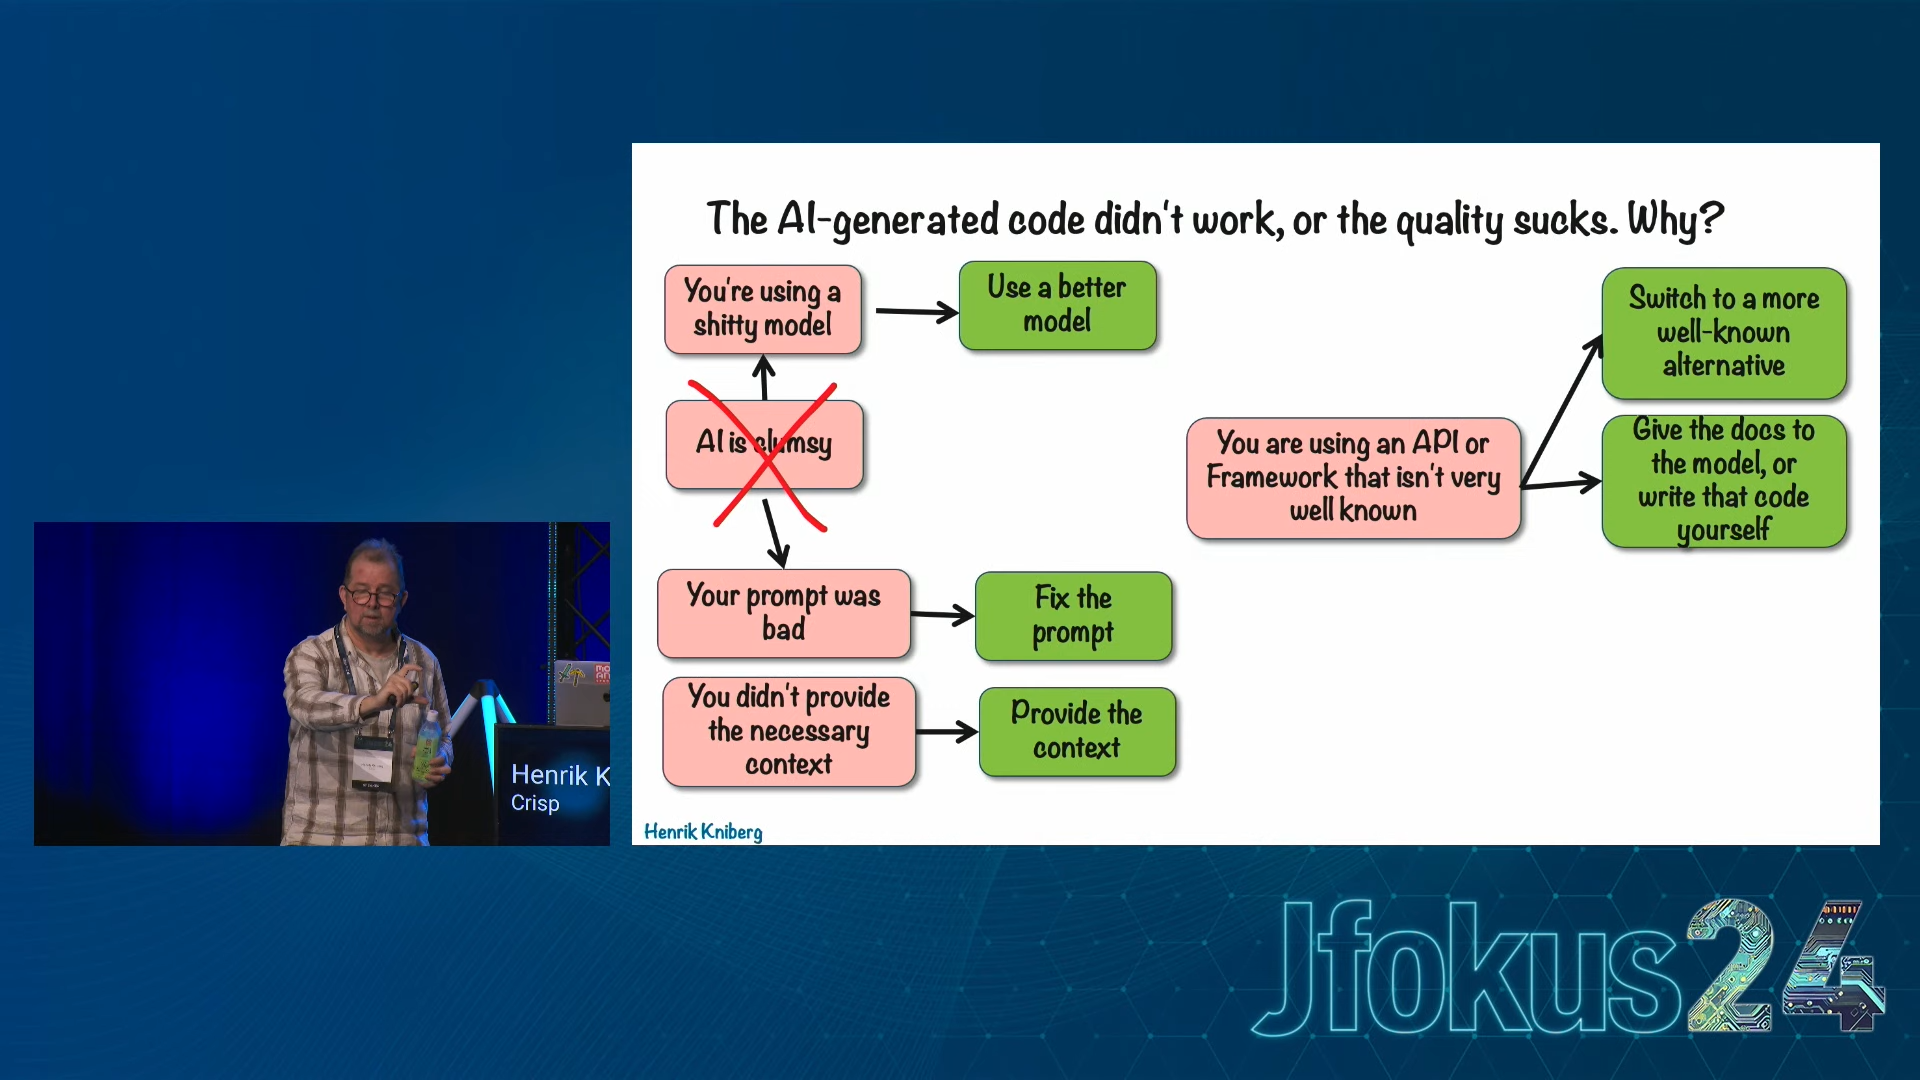 The AI-generated code didn't work, or the quality sucks. Why?
You're using a
shitty model
Use a better
model
AI is clumsy
Your prompt was
bad
Fix the
prompt
You didn't provide
the necessary
context
Provide the
context
You are using an API or
Framework that isn't very
well known
Switch to a more
well-known
alternative
Give the docs to
the model, or
write that code
yourself
Henrik Kniberg
Henrik K
Crisp
Jfokus24